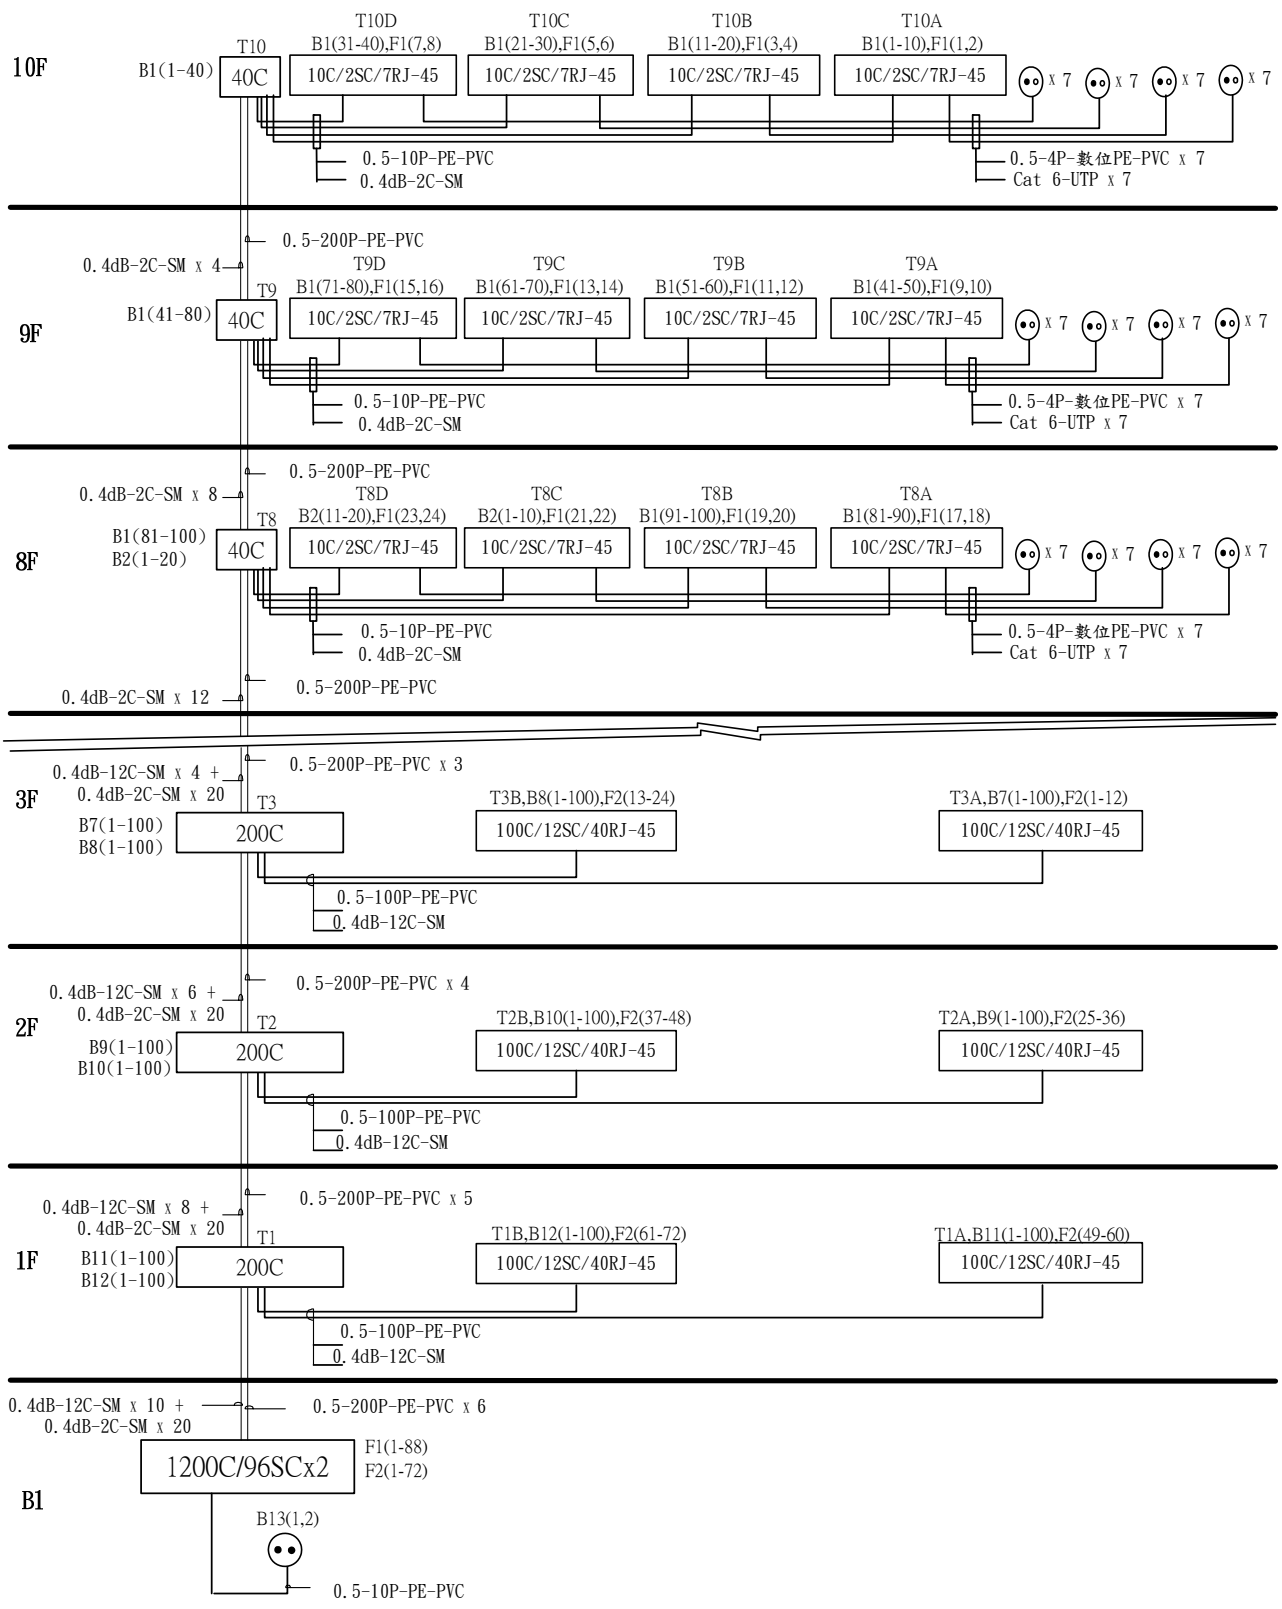 T10D
T10C
T10B
T10A
10F
B1(1-40)
T10
B1(31-40),F1(7,8)
B1(21-30),F1(5,6)
B1(11-20),F1(3,4)
B1(1-10),F1(1,2)
40C
10C/2SC/7RJ-45
10C/2SC/7RJ-45
10C/2SC/7RJ-45
10C/2SC/7RJ-45
x 7
x 7
x 7
x 7
0.5-10P-PE-PVC
0.4dB-2C-SM
0.5-4P-數位PE-PVC x 7
Cat 6-UTP x 7
0.5-200P-PE-PVC
0.4dB-2C-SM x 4
T9D
T9C
T9B
T9A
9F
B1(41-80)
T9
B1(71-80),F1(15,16)
B1(61-70),F1(13,14)
B1(51-60),F1(11,12)
B1(41-50),F1(9,10)
40C
10C/2SC/7RJ-45
10C/2SC/7RJ-45
10C/2SC/7RJ-45
10C/2SC/7RJ-45
x 7
x 7
x 7
x 7
0.5-10P-PE-PVC
0.4dB-2C-SM
0.5-4P-數位PE-PVC x 7
Cat 6-UTP x 7
0.5-200P-PE-PVC
0.4dB-2C-SM x 8
T8D
T8C
T8B
T8A
8F
B1(81-100)
B2(1-20)
T8
B2(11-20),F1(23,24)
B2(1-10),F1(21,22)
B1(91-100),F1(19,20)
B1(81-90),F1(17,18)
40C
10C/2SC/7RJ-45
10C/2SC/7RJ-45
10C/2SC/7RJ-45
10C/2SC/7RJ-45
x 7
x 7
x 7
x 7
0.5-10P-PE-PVC
0.4dB-2C-SM
0.5-4P-數位PE-PVC x 7
Cat 6-UTP x 7
0.5-200P-PE-PVC
0.4dB-2C-SM x 12
0.5-200P-PE-PVC x 3
0.4dB-12C-SM x 4 +
0.4dB-2C-SM x 20
3F
B7(1-100)
B8(1-100)
T3
200C
T3B,B8(1-100),F2(13-24)
100C/12SC/40RJ-45
T3A,B7(1-100),F2(1-12)
100C/12SC/40RJ-45
0.5-100P-PE-PVC
0.4dB-12C-SM
0.5-200P-PE-PVC x 4
0.4dB-12C-SM x 6 +
0.4dB-2C-SM x 20
2F
B9(1-100)
B10(1-100)
T2
200C
T2B,B10(1-100),F2(37-48)
100C/12SC/40RJ-45
T2A,B9(1-100),F2(25-36)
100C/12SC/40RJ-45
0.5-100P-PE-PVC
0.4dB-12C-SM
0.5-200P-PE-PVC x 5
0.4dB-12C-SM x 8 +
0.4dB-2C-SM x 20
1F
B11(1-100)
B12(1-100)
T1
200C
T1B,B12(1-100),F2(61-72)
100C/12SC/40RJ-45
T1A,B11(1-100),F2(49-60)
100C/12SC/40RJ-45
0.5-100P-PE-PVC
0.4dB-12C-SM
0.4dB-12C-SM x 10 +
0.4dB-2C-SM x 20
0.5-200P-PE-PVC x 6
B1
1200C/96SCx2
F1(1-88)
F2(1-72)
B13(1,2)
0.5-10P-PE-PVC